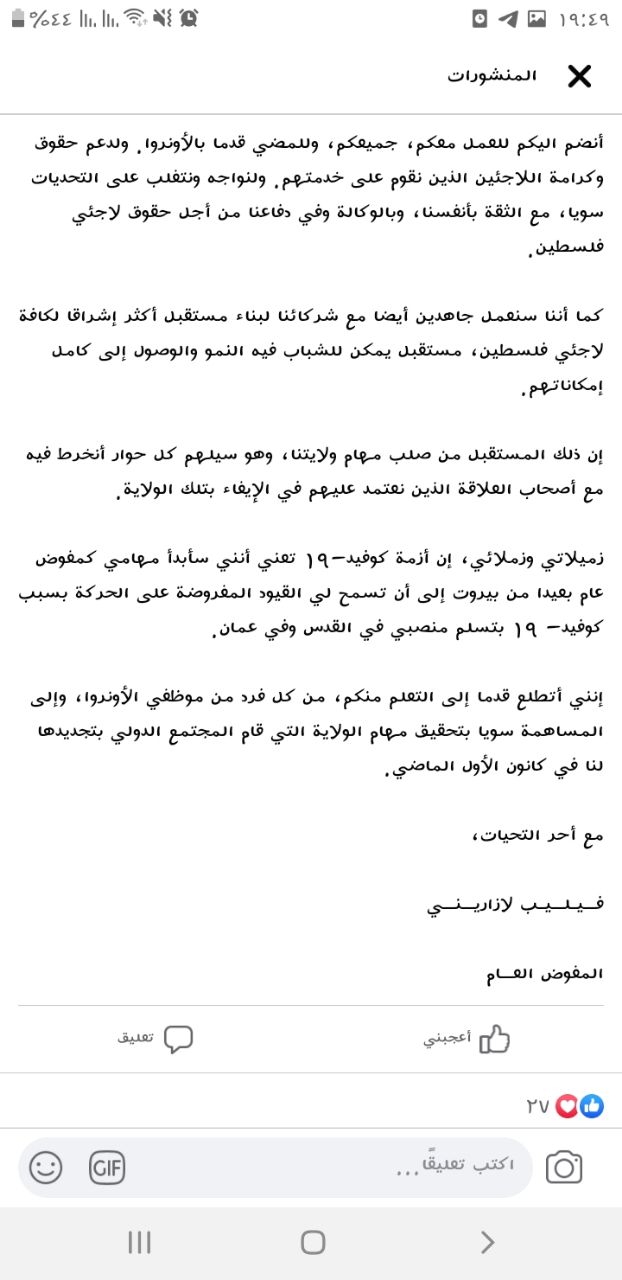 ١٩:٤٩ %٤٤
المنشورات
أنضم اليكم للعمل معكم، جميعكم، وللمضي قدما بالأونروا. ولدعم حقوق
وكرامة اللاجئين الذين نقوم على خدمتهم. ولنواجه ونتغلب على التحديات
سويا، مع الثقة بأنفسنا، وبالوكالة وفي دفاعنا من أجل حقوق لاجئي
فلسطين.
كما أننا سنعمل جاهدين أيضا مع شركائنا لبناء مستقبل أكثر إشراقا لكافة
لاجئي فلسطين، مستقبل يمكن للشباب فيه النمو والوصول إلى كامل
إمكاناتهم.
إن ذلك المستقبل من صلب مهام ولايتنا، وهو سيلهم كل حوار أنخرط فيه
مع أصحاب العلاقة الذين نعتمد عليهم في الإيفاء بتلك الولاية.
زميلاتي وزملائي، إن أزمة كوفيد-١٩ تعني أنني سأبدأ مهامي كمفوض
عام بعيدا من بيروت إلى أن تسمح لي القيود المفروضة على الحركة بسبب
كوفيد- ١٩ بتسلم منصبي في القدس وفي عمان.
إنني أتطلع قدما إلى التعلم منكم، من كل فرد من موظفي الأونروا، وإلى
المساهمة سويا بتحقيق مهام الولاية التي قام المجتمع الدولي بتجديدها
لنا في كانون الأول الماضي.
مع أحر التحيات،
فـيـلـيـب لازاريـنـي
المفوض العـام
أعجبني تعليق
٢٧
اكتب تعليقًا...
GIF